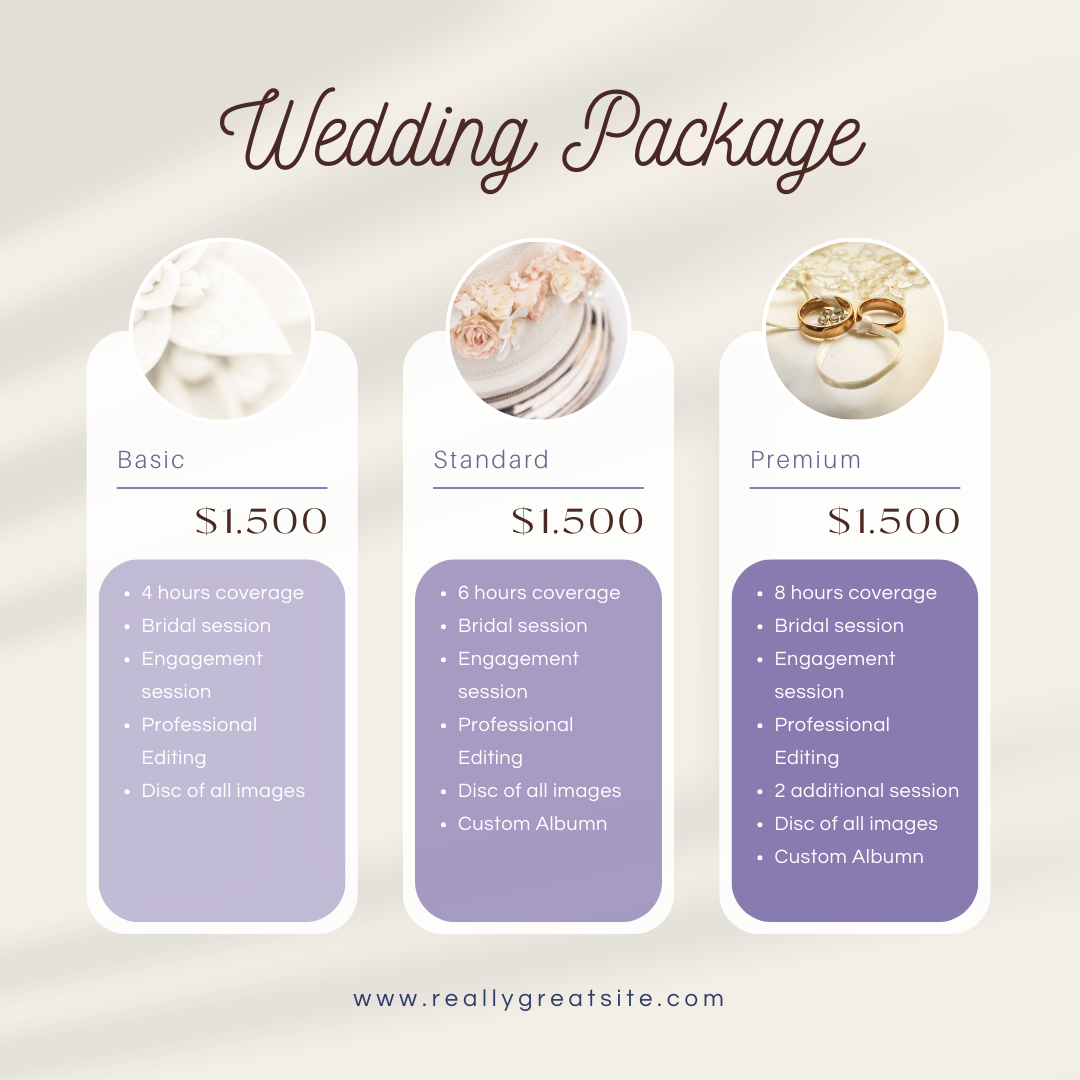 Wedding Package
Basic
$1.500
• 4 hours coverage
• Bridal session
• Engagement
session
• Professional
Editing
• Disc of all images
Standard
$1.500
• 6 hours coverage
• Bridal session
• Engagement
session
• Professional
Editing
• Disc of all images
• Custom Albumn
Premium
$1.500
• 8 hours coverage
• Bridal session
• Engagement
session
• Professional
Editing
• 2 additional session
• Disc of all images
• Custom Albumn
www.reallygreatsite.com